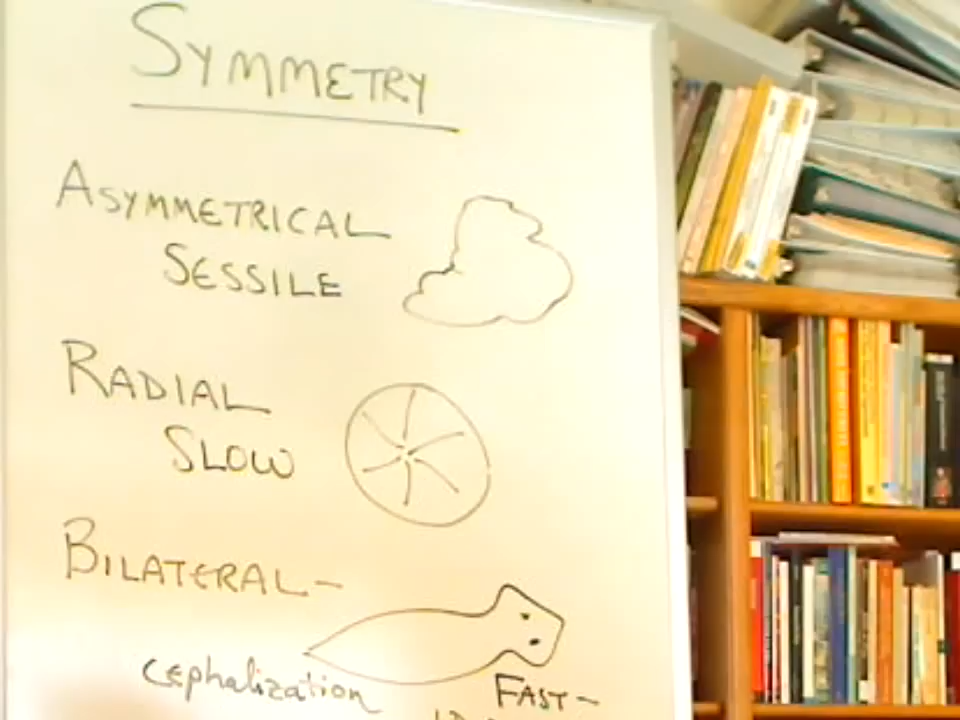 SYMMETRY
ASYMMETRICAL
SESSILE
RADIAL
SLOW
BILATERAL-
cephalization
FAST-